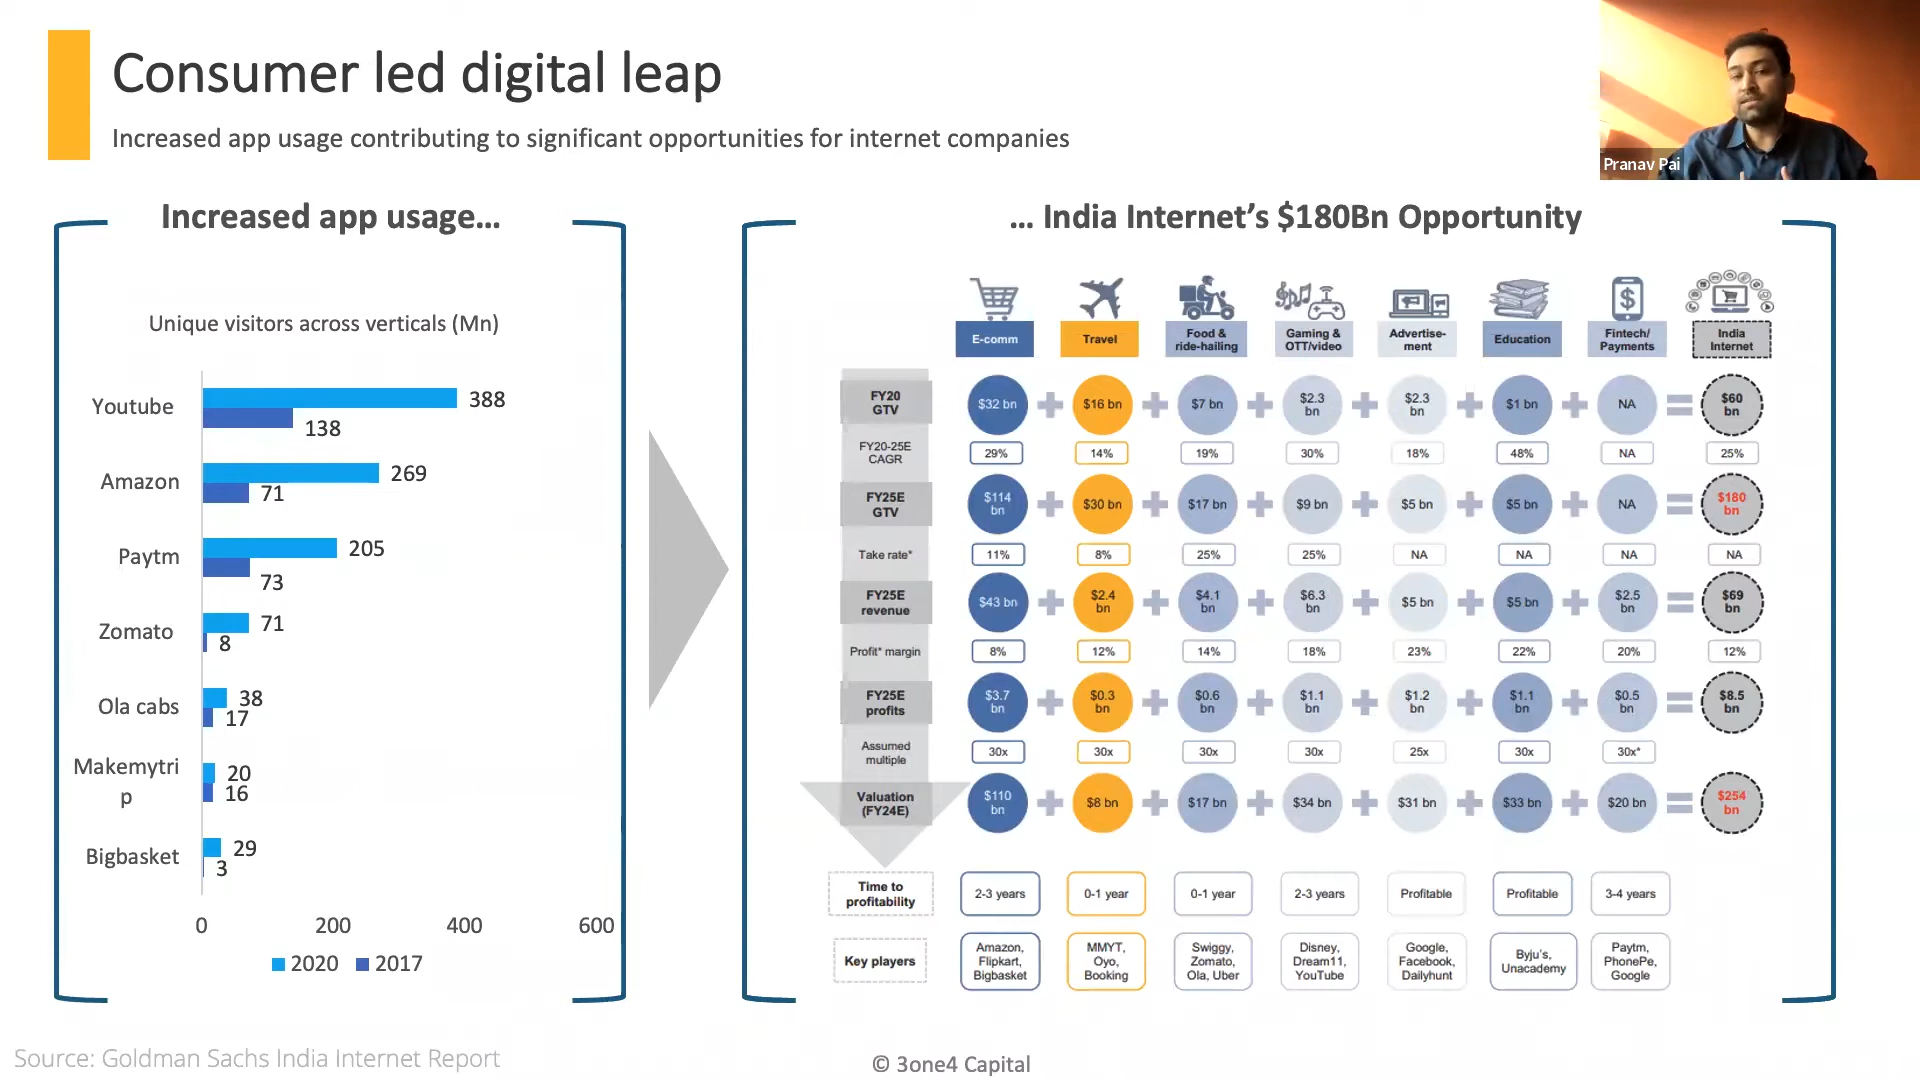 Consumer led digital leap
Increased app usage contributing to significant opportunities for internet companies
Pranav Pai
Increased app usage...
Unique visitors across verticals (Mn)
Youtube
388
138
Amazon
269
71
Paytm
205
73
Zomato
71
8
Ola cabs
38
17
Makemytri
p
20
16
Bigbasket
29
3
0 200 400 600
2020 2017
... India Internet's $180Bn Opportunity
E-comm
Travel
Food &
ride-hailing
Gaming &
OTT/video
Advertise-
ment
Education
Fintech/
Payments
India
Internet
FY20
GTV
$32 bn
$16 bn
$7 bn
$2.3
bn
$2.3
bn
$1 bn
NA
$60
bn
FY20-25E
CAGR
29% 14% 19% 30% 18% 48% NA 25%
FY25E
GTV
$114
bn
$30 bn
$17 bn
$9 bn
$5 bn
$5 bn
NA
$180
bn
Take rate*
11% 8% 25% 25% NA NA NA NA
FY25E
revenue
$43 bn
$2.4
bn
$4.1
bn
$6.3
bn
$5 bn
$5 bn
$2.5
bn
$69
bn
Profit* margin
8% 12% 14% 18% 23% 22% 20% 12%
FY25E
profits
$3.7
bn
$0.3
bn
$0.6
bn
$1.1
bn
$1.2
bn
$1.1
bn
$0.5
bn
$8.5
bn
Assumed
multiple
30x 30x 30x 30x 25x 30x 30x*
Valuation
(FY24E)
$110
bn
$8 bn
$17 bn
$34 bn
$31 bn
$33 bn
$20 bn
$254
bn
Time to
profitability
2-3 years
0-1 year
0-1 year
2-3 years
Profitable
Profitable
3-4 years
Key players
Amazon,
Flipkart,
Bigbasket
MMYT,
Oyo,
Booking
Swiggy,
Zomato,
Ola, Uber
Disney,
Dream11,
YouTube
Google,
Facebook,
Dailyhunt
Byju's,
Unacademy
Paytm,
PhonePe,
Google
Source: Goldman Sachs India Internet Report
© 3one4 Capital